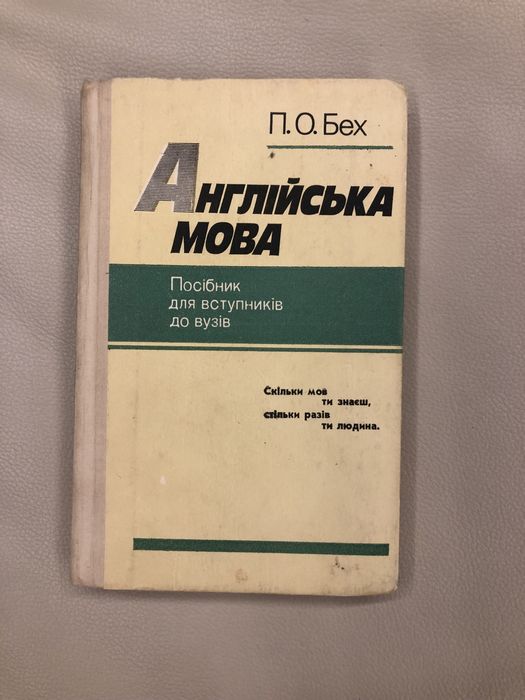 П.О.Бех
Англійська
мова
Посібник
для вступників
до вузів
Скільки мов
ти знаєш,
стільки разів
ти людина.